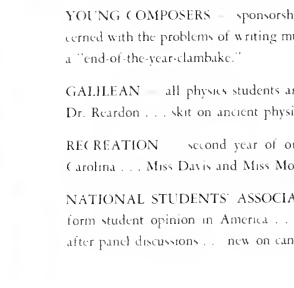 YOUNG COMPOSERS — sponsorsh
cerned with the problems of writing mu
a "end-of-the-year-clambake."
GALILEAN — all physics students a
Dr. Reardon . . . skit on ancient physi
RECREATION — second year of o
Carolina . . . Miss Davis and Miss Mo
NATIONAL STUDENTS' ASSOCIA
form student opinion in America . .
after panel discussions . . new on can